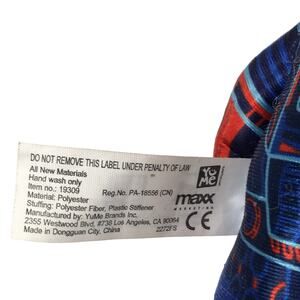 DO NOT REMOVE THIS LABEL UNDER PENALTY OF LAW
All New Materials
Hand wash only
Item no.: 19309
Reg.No. PA-18556 (CN)
Material: Polyester
Stuffing: Polyester Fiber, Plastic Stiffener
Manufactured by: YuMe Brands Inc.
2355 Westwood Blvd, #738 Los Angeles, CA 90064
Made in Dongguan City, China
2272FS
YuMe
maxx
MARKETING
CE